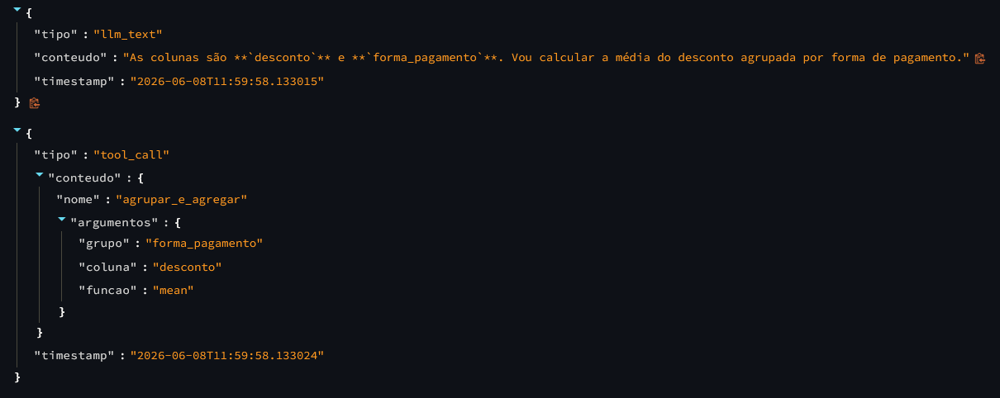 {
"tipo" : "llm_text"
"conteudo" : "As colunas são **`desconto`** e **`forma_pagamento`**. Vou calcular a média do desconto agrupada por forma de pagamento."
"timestamp" : "2026-06-08T11:59:58.133015"
}
{
"tipo" : "tool_call"
"conteudo" : {
"nome" : "agrupar_e_agregar"
"argumentos" : {
"grupo" : "forma_pagamento"
"coluna" : "desconto"
"funcao" : "mean"
}
}
"timestamp" : "2026-06-08T11:59:58.133024"
}